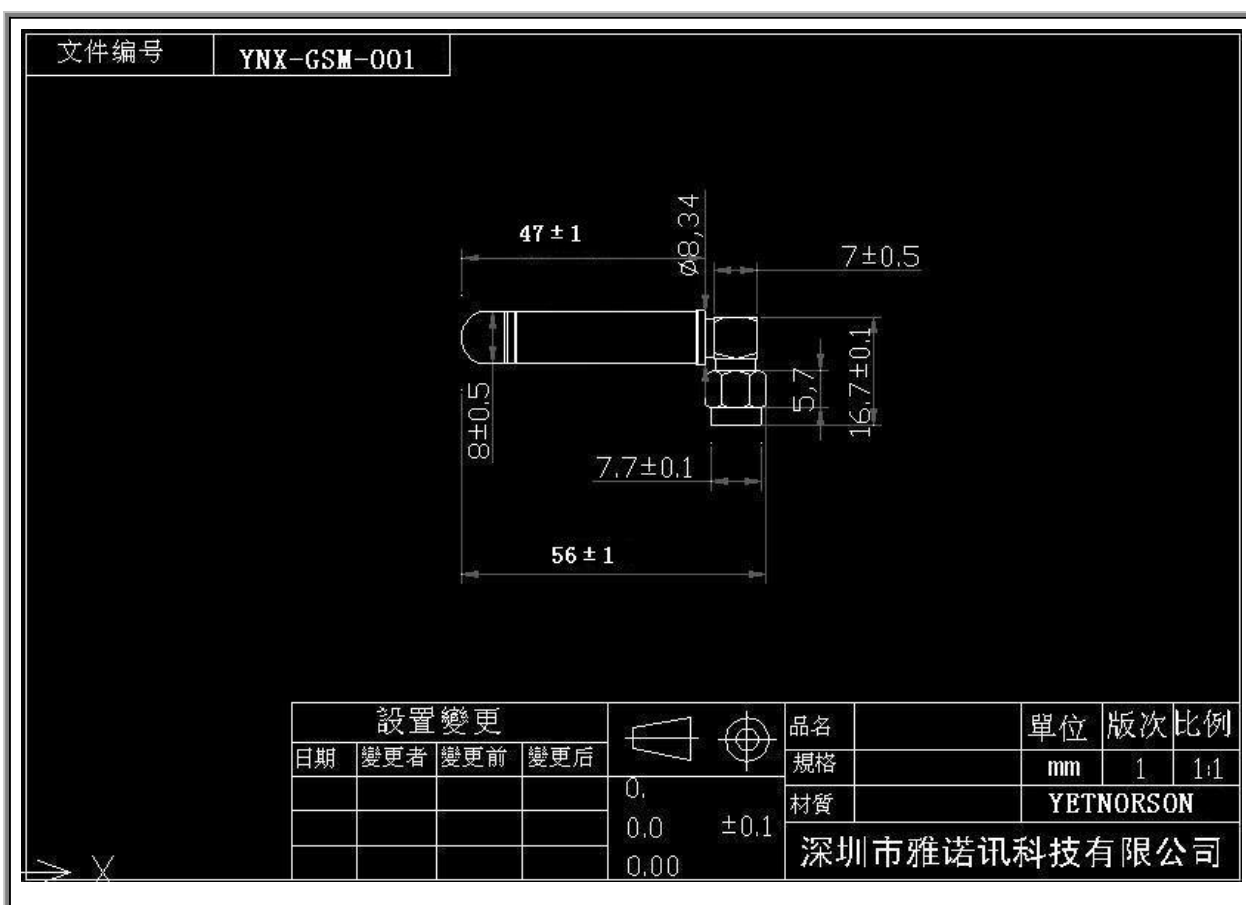 文件编号 YNX-GSM-001
47±1
ø8,34
7±0.5
16.7±0.1
5,7
8±0.5
7.7±0.1
56±1
設置變更
日期 變更者 變更前 變更后
0.
0.0 ±0.1
0.00
品名 單位 版次 比例
規格 mm 1 1:1
材質 YETNORSON
深圳市雅诺讯科技有限公司
X